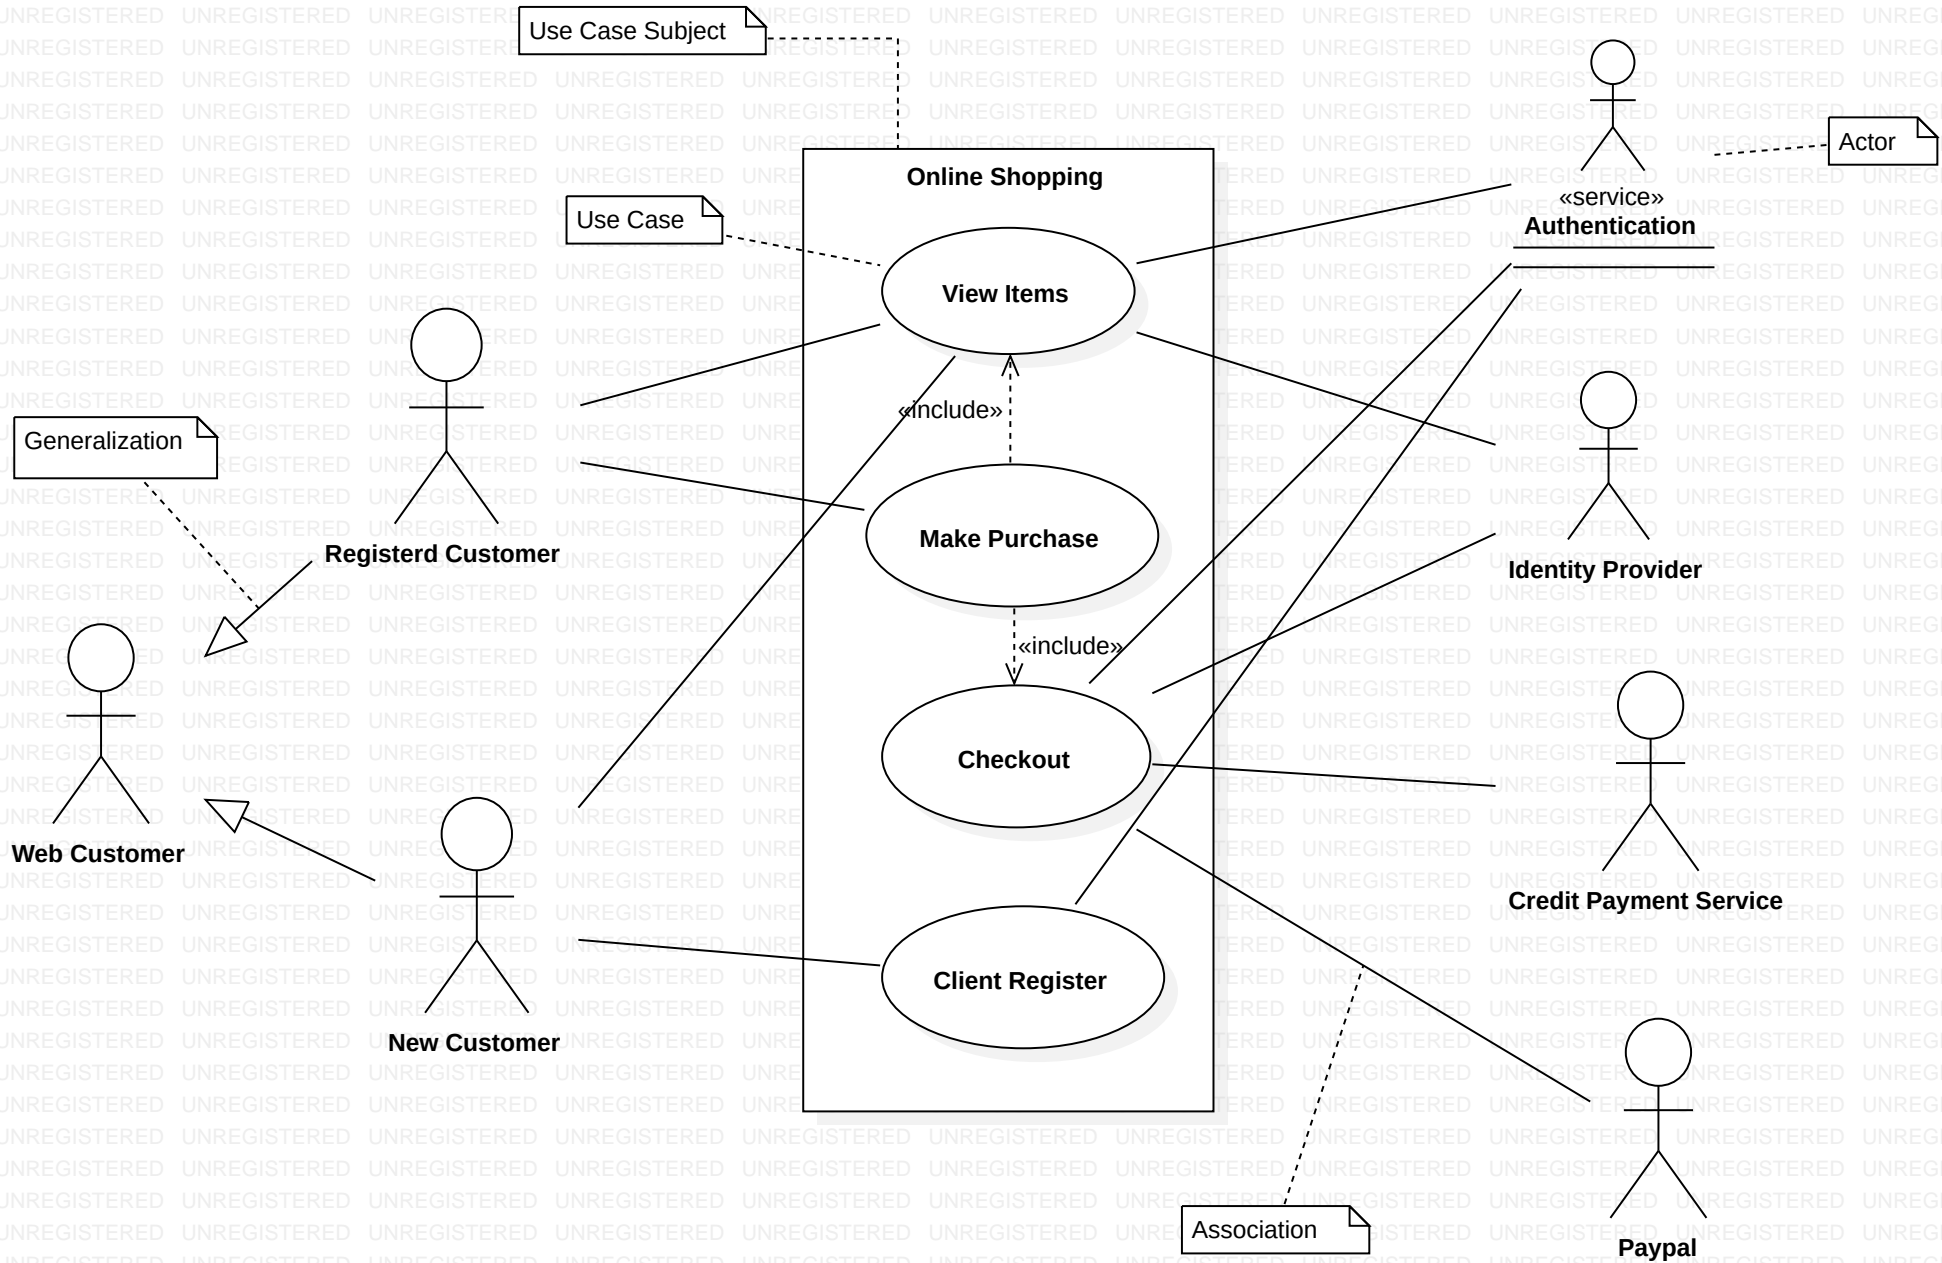 Use Case Subject
Actor
Online Shopping
«service»
Authentication
Use Case
View Items
«include»
Generalization
Registerd Customer
Make Purchase
Identity Provider
«include»
Checkout
Web Customer
Credit Payment Service
Client Register
New Customer
Association
Paypal
UNREGISTERED